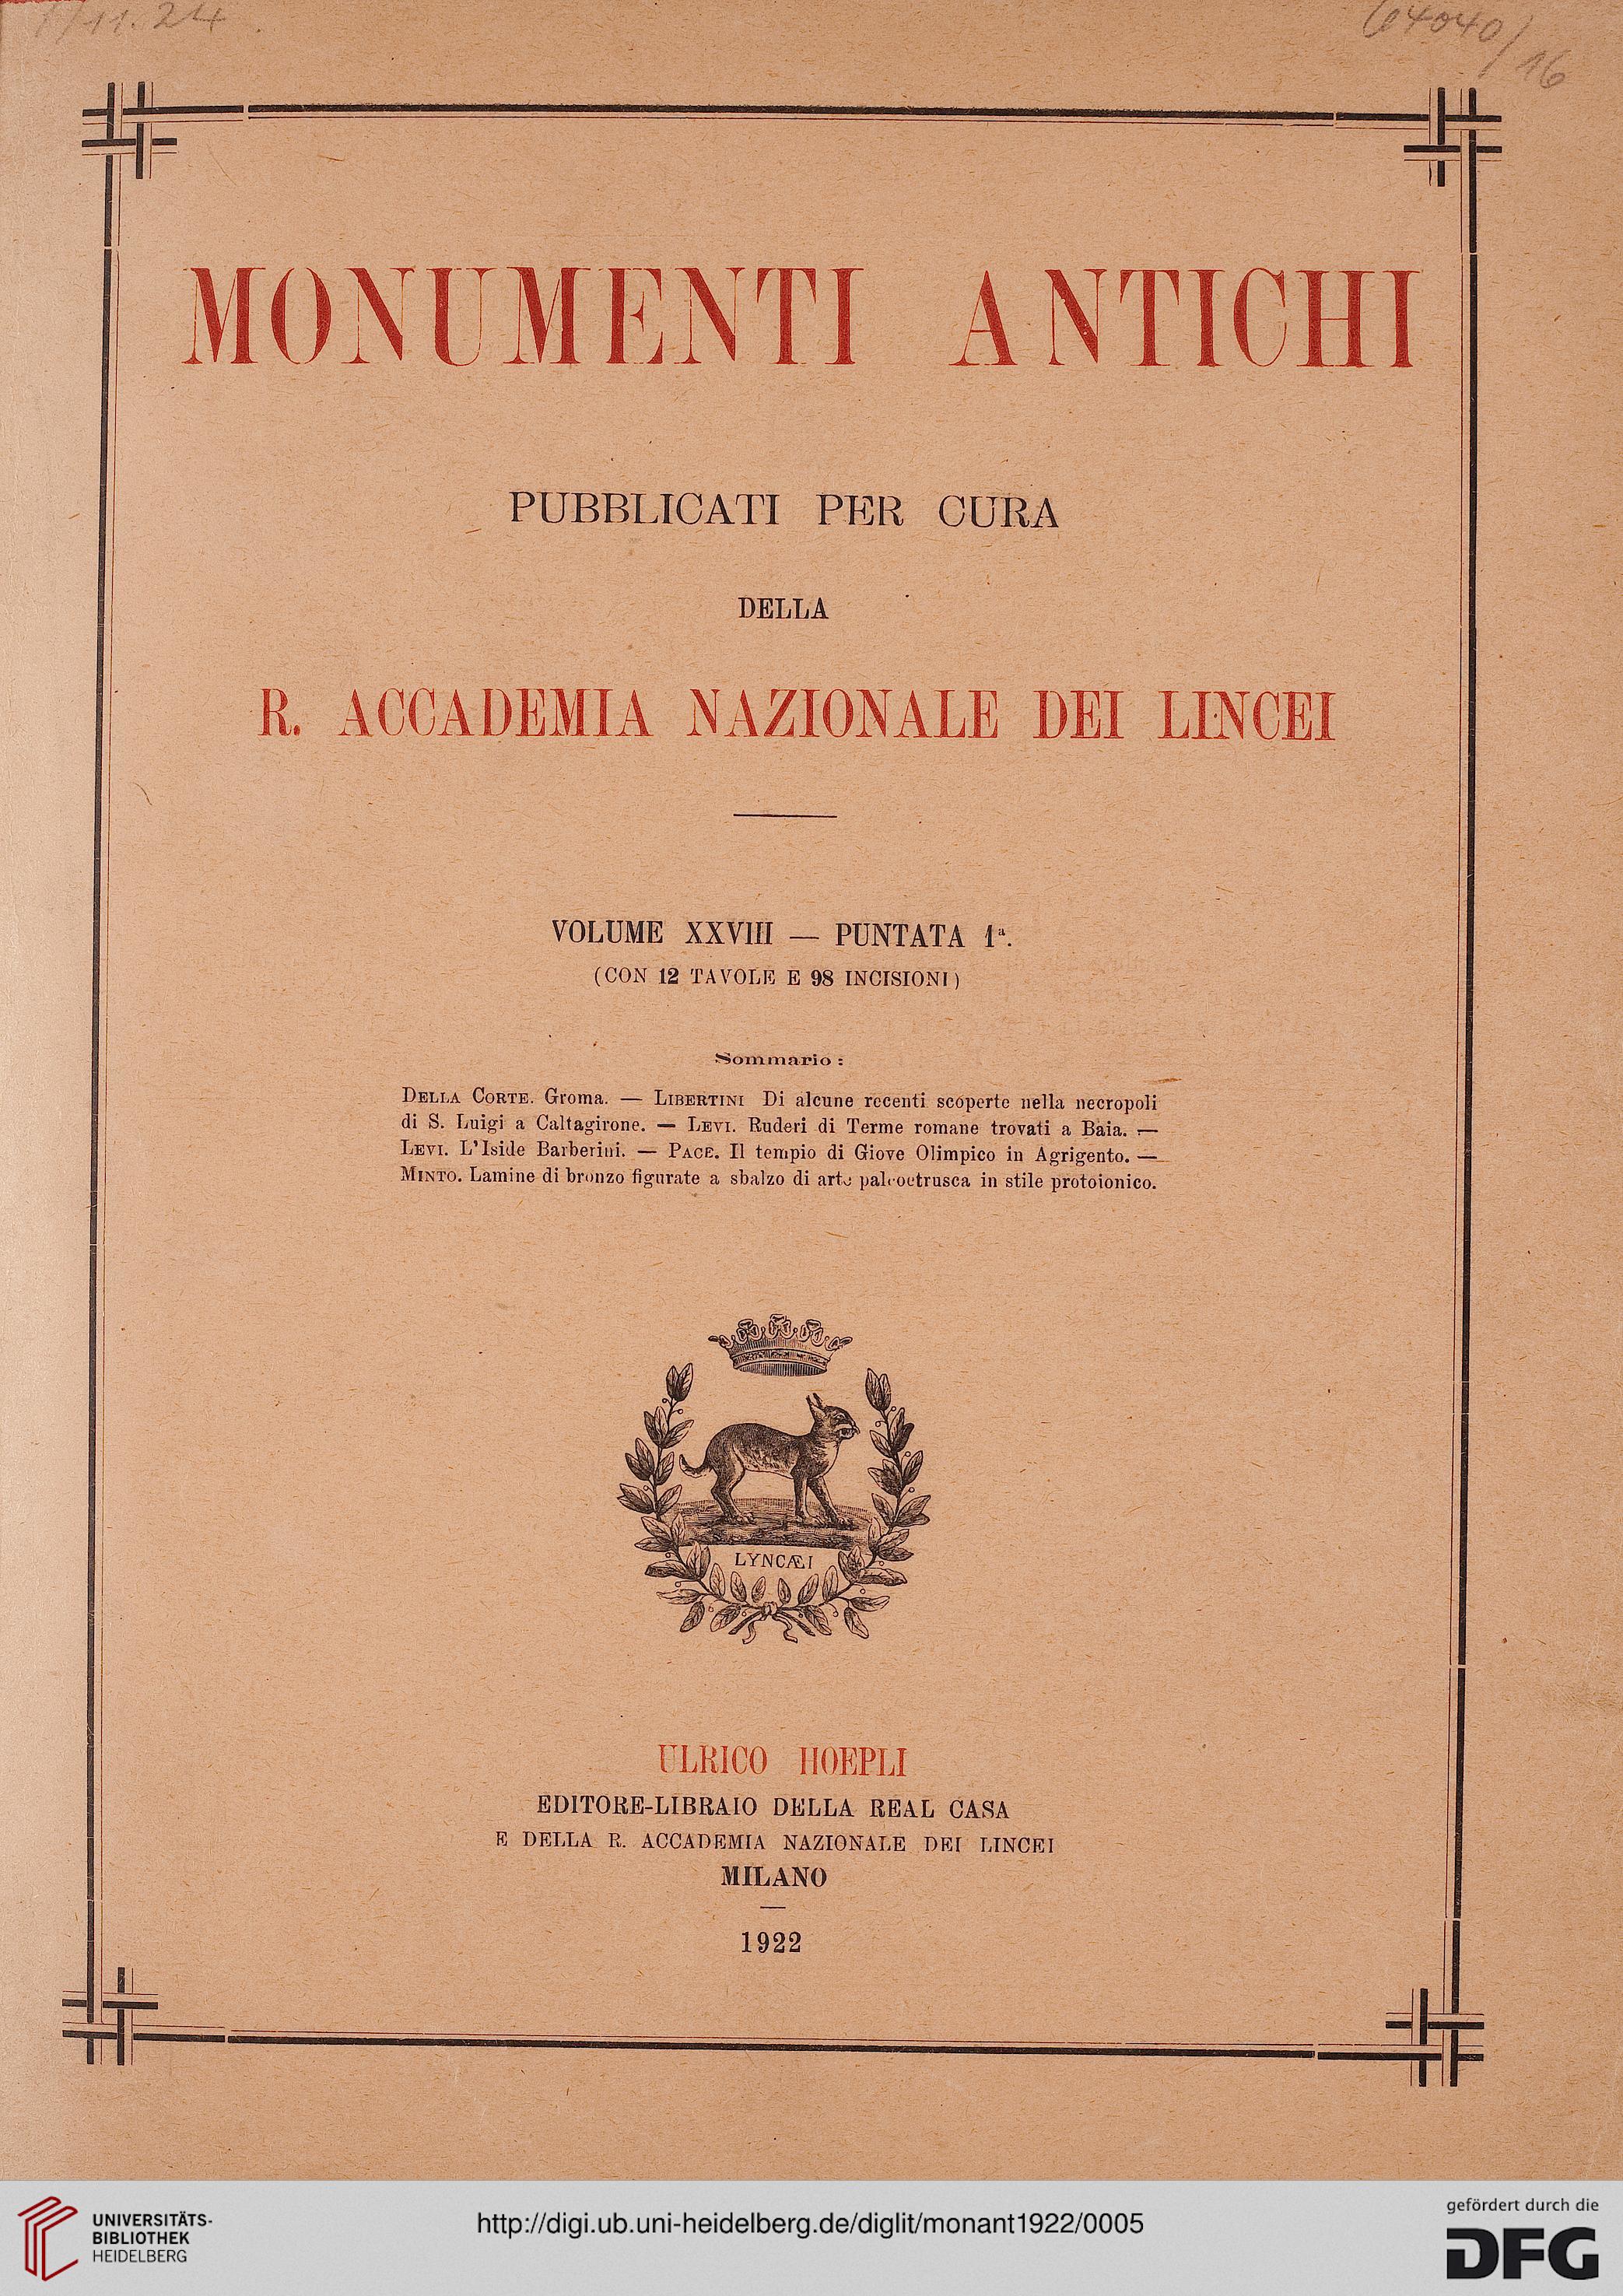 11.24
64040/16
MONUMENTI ANTICHI
PUBBLICATI PER CURA
DELLA
R. ACCADEMIA NAZIONALE DEI LINCEI
VOLUME XXVIII — PUNTATA 1ª.
(CON 12 TAVOLE E 98 INCISIONI)
Sommario:
DELLA CORTE. Groma. — LIBERTINI Di alcune recenti scoperte nella necropoli
di S. Luigi a Caltagirone. — LEVI. Ruderi di Terme romane trovati a Baia. —
LEVI. L'Iside Barberini. — PACE. Il tempio di Giove Olimpico in Agrigento. —
MINTO. Lamine di bronzo figurate a sbalzo di arte paleoetrusca in stile protoionico.
LYNCÆI
ULRICO HOEPLI
EDITORE-LIBRAIO DELLA REAL CASA
E DELLA R. ACCADEMIA NAZIONALE DEI LINCEI
MILANO
1922
UNIVERSITÄTS-
BIBLIOTHEK
HEIDELBERG
http://digi.ub.uni-heidelberg.de/diglit/monant1922/0005
gefördert durch die
DFG